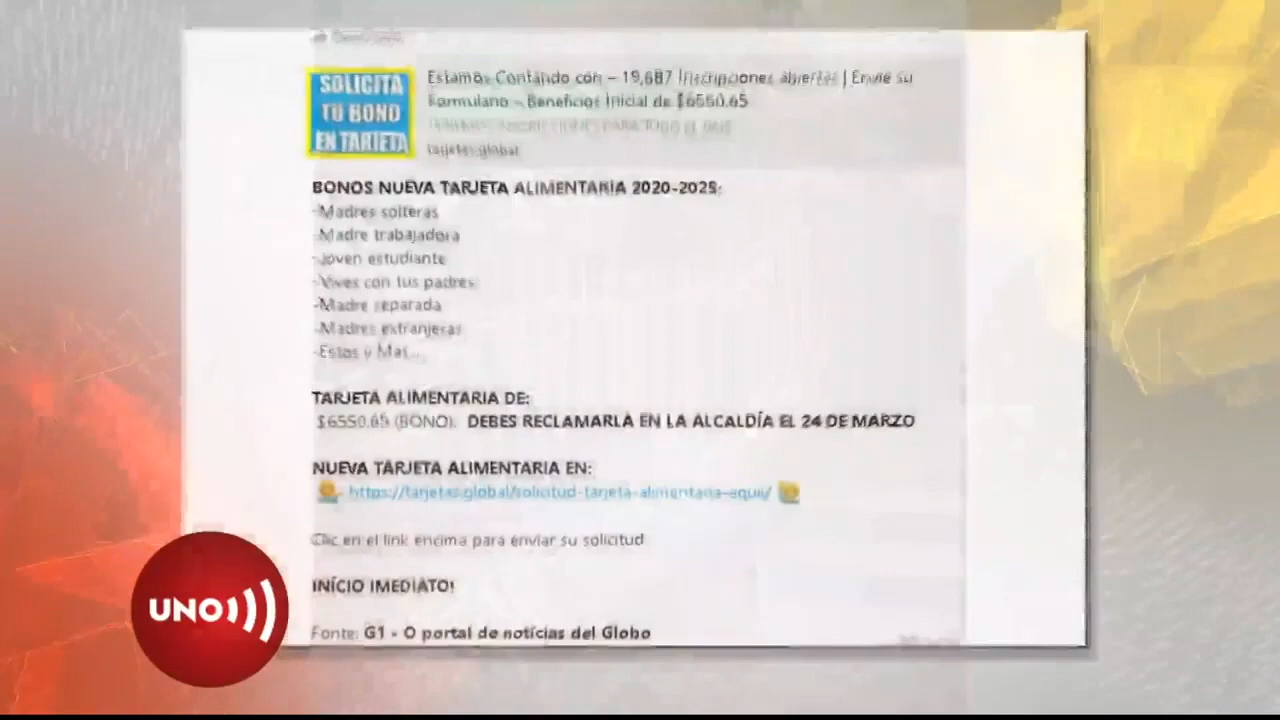 SOLICITA
TU BONO
EN TARJETA
Estamos Contando con - 19,687 Inscripciones abiertas | Envie su
Formulario - Beneficios Inicial de $6550.65
tarjetas.global
BONOS NUEVA TARJETA ALIMENTARIA 2020-2025:
-Madres solteras
-Madre trabajadora
-Joven estudiante
-Vives con tus padres
-Madre separada
-Madres extranjeras
-Estos y Mas...
TARJETA ALIMENTARIA DE:
$6550.65 (BONO). DEBES RECLAMARLA EN LA ALCALDÍA EL 24 DE MARZO
NUEVA TARJETA ALIMENTARIA EN:
https://tarjetas.global/solicitud-tarjeta-alimentaria-aqui/
Clic en el link encima para enviar su solicitud
INÍCIO IMEDIATO!
Fonte: G1 - O portal de notícias del Globo
UNO